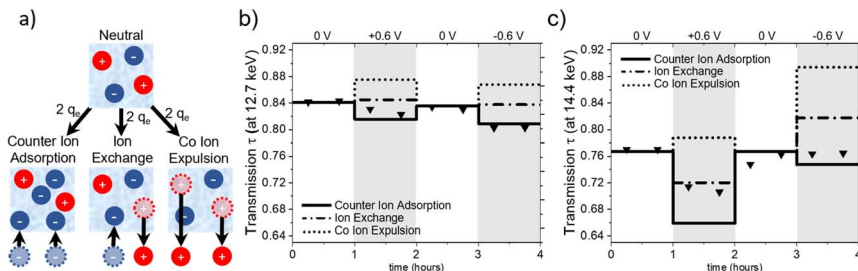 a)
Neutral
+
-
-
+
2 qe
2 qe
2 qe
Counter Ion
Adsorption
Ion
Exchange
Co Ion
Expulsion
+
-
-
+
-
-
-
-
-
+
+
-
-
-
+
+
-
+
-
+
-
+
+
b)
0 V
+0.6 V
0 V
-0.6 V
Transmission τ (at 12.7 keV)
0.92
0.88
0.84
0.80
0.76
0.72
0.68
0.64
Counter Ion Adsorption
Ion Exchange
Co Ion Expulsion
0
1
2
3
4
time (hours)
c)
0 V
+0.6 V
0 V
-0.6 V
Transmission τ (at 14.4 keV)
0.92
0.88
0.84
0.80
0.76
0.72
0.68
0.64
Counter Ion Adsorption
Ion Exchange
Co Ion Expulsion
0
1
2
3
4
time (hours)